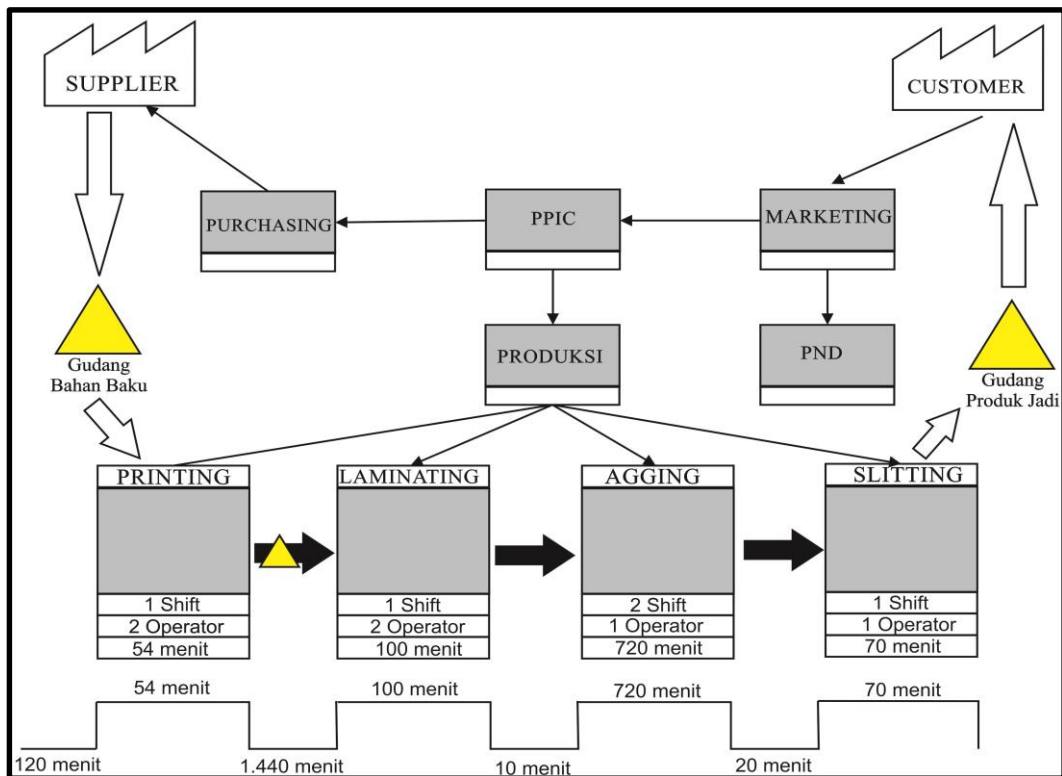 SUPPLIER
CUSTOMER
PURCHASING
PPIC
MARKETING
PRODUKSI
PND
Gudang
Bahan Baku
Gudang
Produk Jadi
PRINTING
1 Shift
2 Operator
54 menit
LAMINATING
1 Shift
2 Operator
100 menit
AGGING
2 Shift
1 Operator
720 menit
SLITTING
1 Shift
1 Operator
70 menit
54 menit
100 menit
720 menit
70 menit
120 menit
1.440 menit
10 menit
20 menit